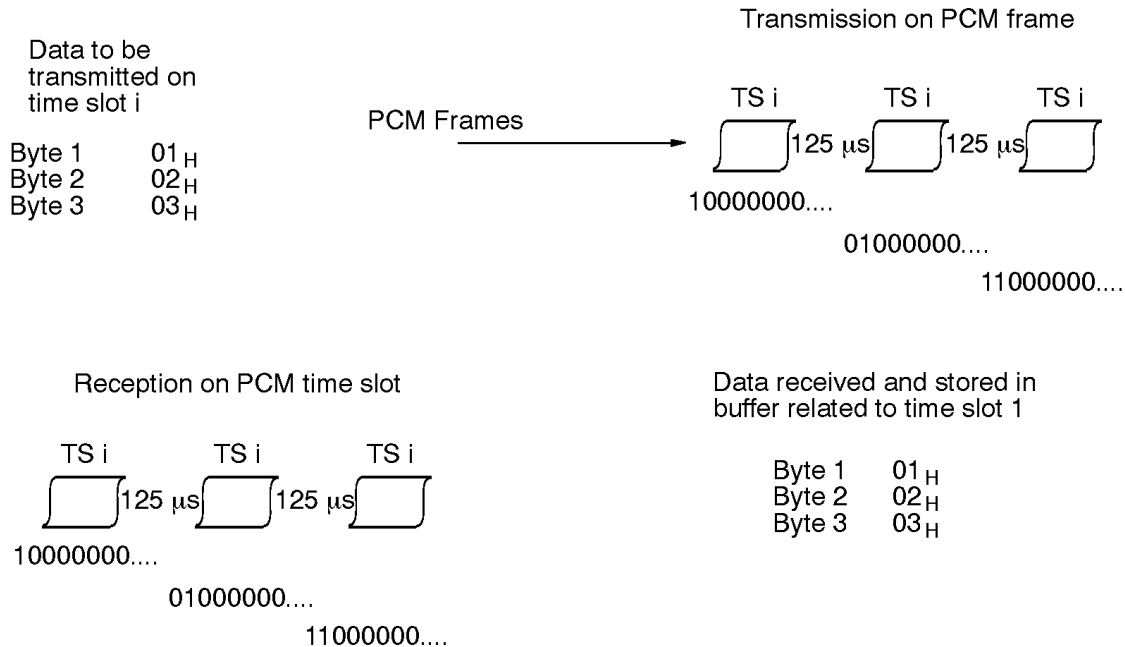 Transmission on PCM frame
Data to be
transmitted on
time slot i
Byte 1 01 H
Byte 2 02 H
Byte 3 03 H
PCM Frames
TS i TS i TS i
125 μs 125 μs
10000000....
01000000....
11000000....
Reception on PCM time slot
TS i TS i TS i
125 μs 125 μs
10000000....
01000000....
11000000....
Data received and stored in
buffer related to time slot 1
Byte 1 01 H
Byte 2 02 H
Byte 3 03 H